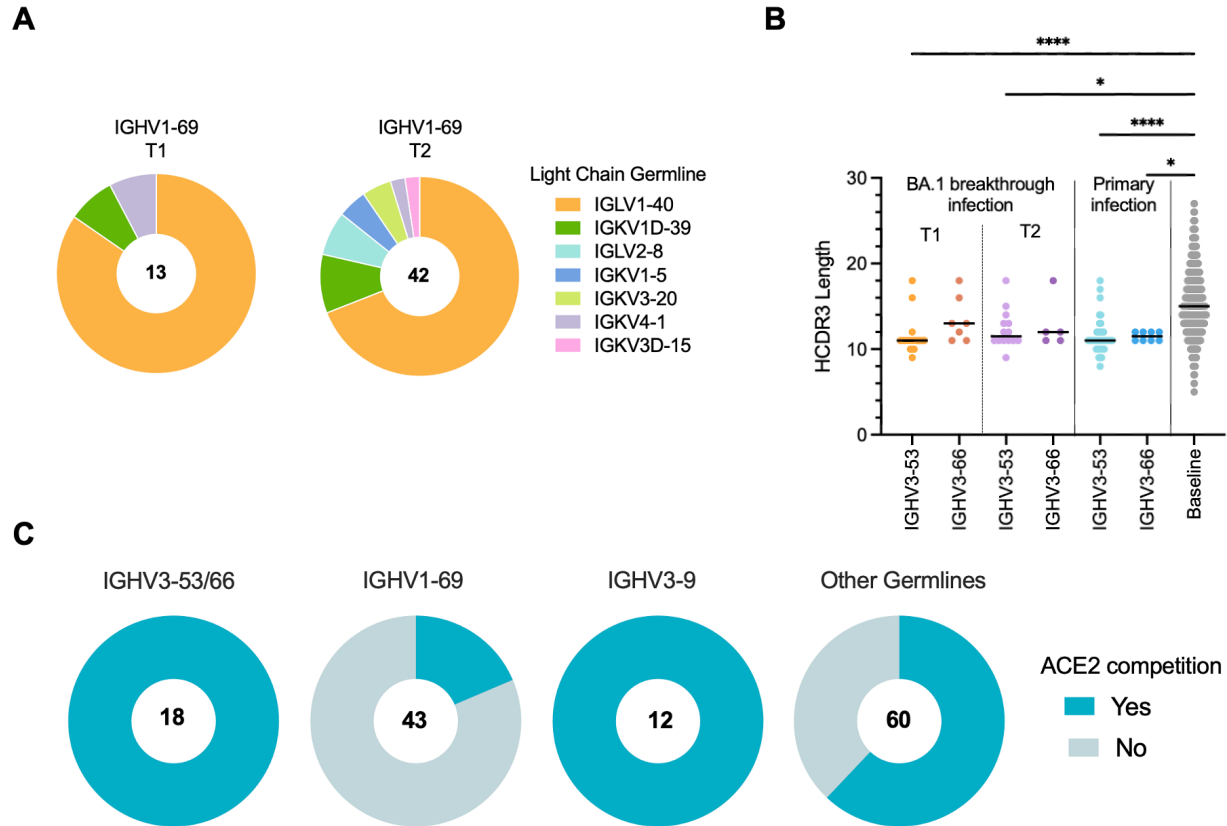 A
IGHV1-69
T1
13
IGHV1-69
T2
42
Light Chain Germline
IGLV1-40
IGKV1D-39
IGLV2-8
IGKV1-5
IGKV3-20
IGKV4-1
IGKV3D-15
B
****
*
****
*
BA.1 breakthrough
infection
Primary
infection
T1
T2
HCDR3 Length
30
20
10
0
IGHV3-53
IGHV3-66
IGHV3-53
IGHV3-66
IGHV3-53
IGHV3-66
Baseline
C
IGHV3-53/66
18
IGHV1-69
43
IGHV3-9
12
Other Germlines
60
ACE2 competition
Yes
No